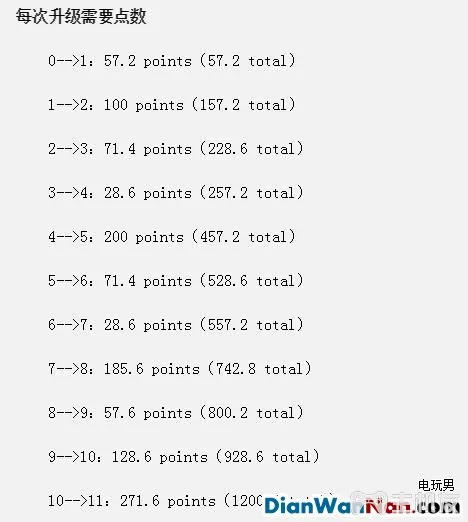 每次升级需要点数
0-->1: 57.2 points (57.2 total)
1-->2: 100 points (157.2 total)
2-->3: 71.4 points (228.6 total)
3-->4: 28.6 points (257.2 total)
4-->5: 200 points (457.2 total)
5-->6: 71.4 points (528.6 total)
6-->7: 28.6 points (557.2 total)
7-->8: 185.6 points (742.8 total)
8-->9: 57.6 points (800.2 total)
9-->10: 128.6 points (928.6 total)
电玩男
10-->11: 271.6 points (1200
DianWanNan.com